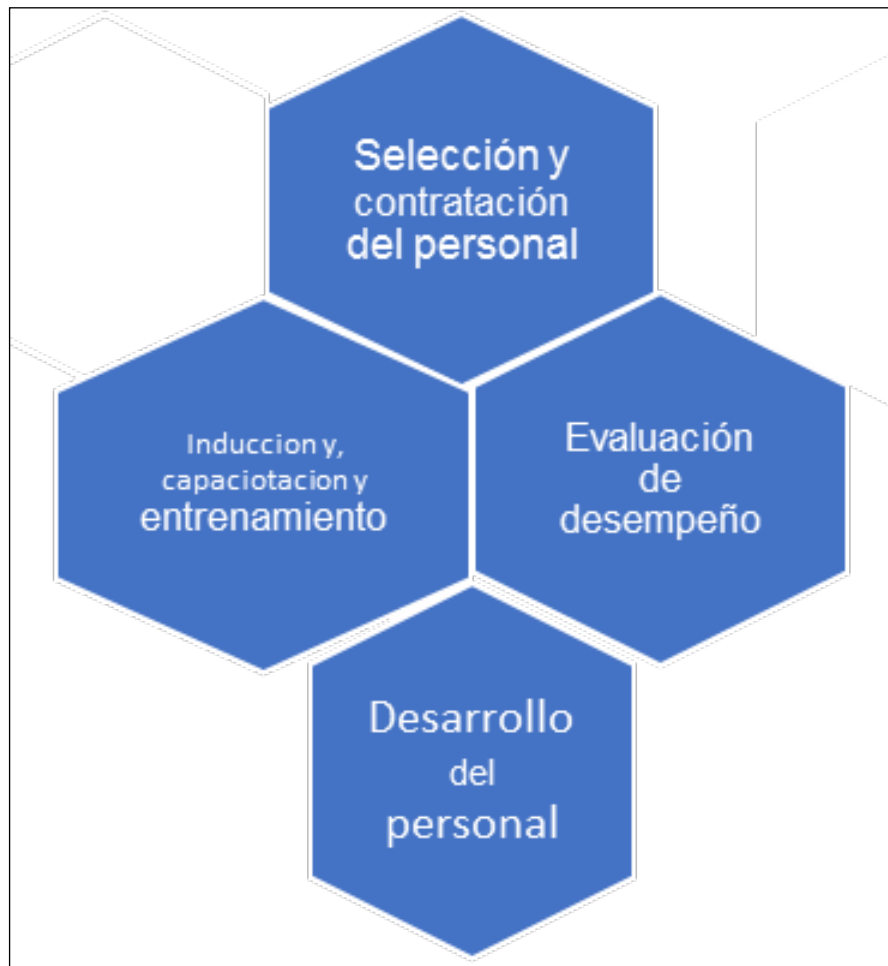 Selección y
contratación
del personal
Induccion y,
capaciotacion y
entrenamiento
Evaluación
de
desempeño
Desarrollo
del
personal